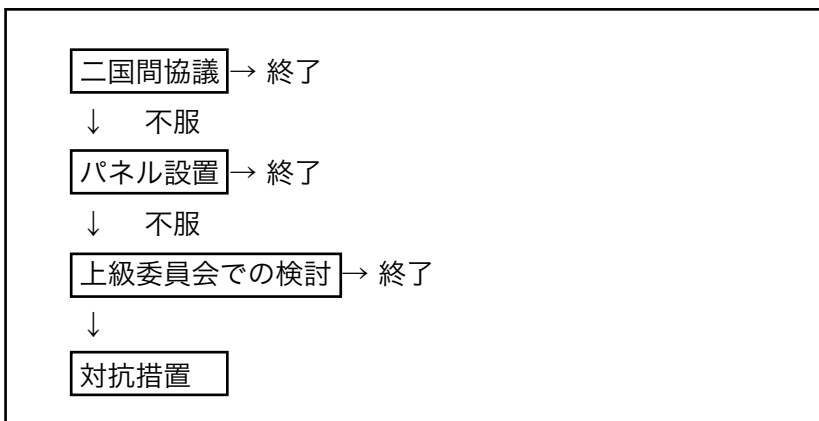 二国間協議→ 終了
↓ 不服
パネル設置→ 終了
↓ 不服
上級委員会での検討→ 終了
↓
対抗措置